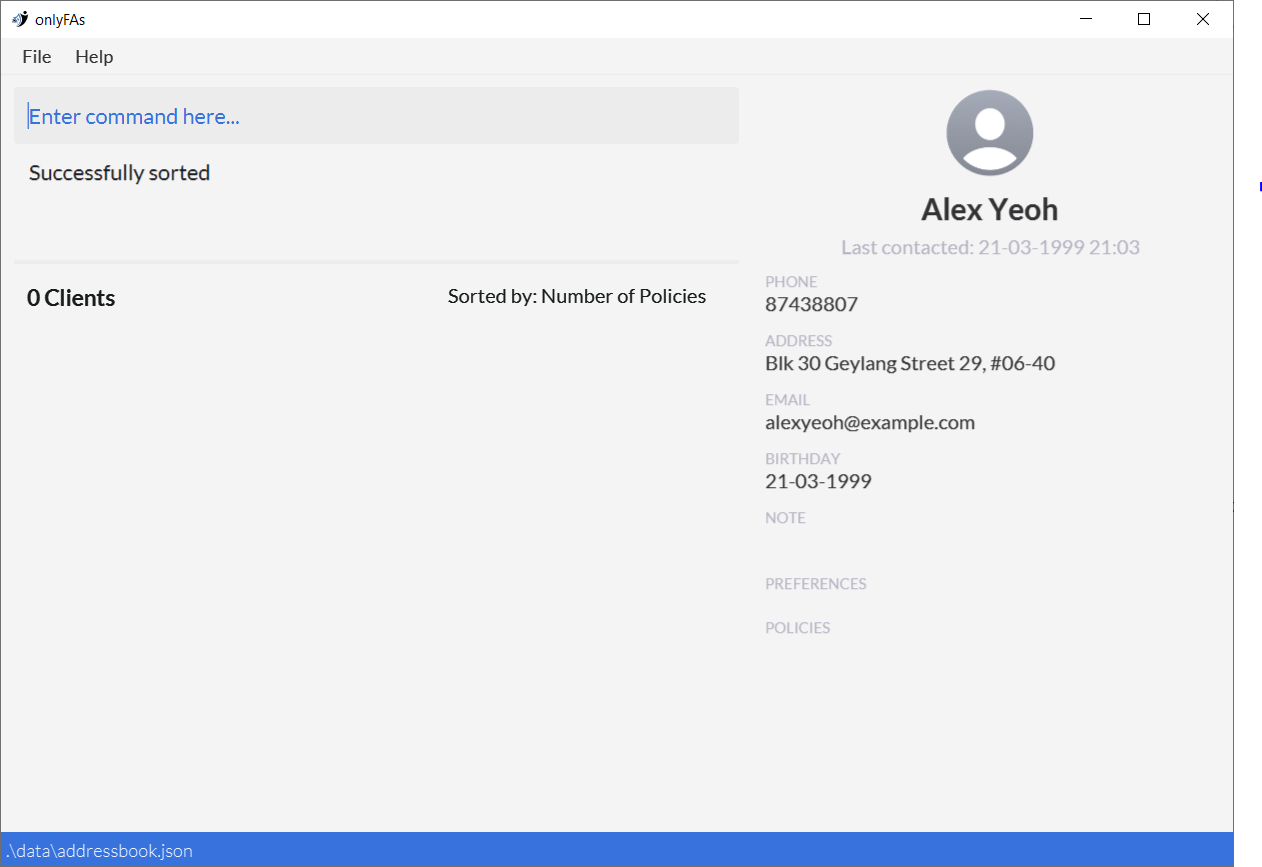 onlyFAs
File Help
Enter command here...
Successfully sorted
0 Clients
Sorted by: Number of Policies
Alex Yeoh
Last contacted: 21-03-1999 21:03
PHONE
87438807
ADDRESS
Blk 30 Geylang Street 29, #06-40
EMAIL
alexyeoh@example.com
BIRTHDAY
21-03-1999
NOTE
PREFERENCES
POLICIES
.\data\addressbook.json